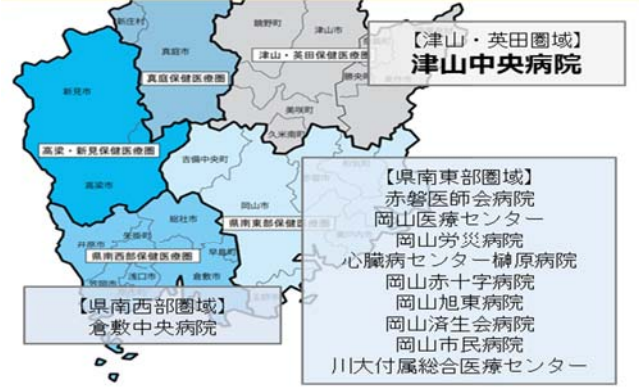 新庄村
鏡野町
津山市
真庭市
【津山・英田圏域】
津山中央病院
真庭保健医療圏
津山・英田保健医療圏
勝央町
新見市
美咲町
久米南町
高梁・新見保健医療圏
吉備中央町
高梁市
岡山市
県南東部保健
総社市
井原市
矢掛町
早島町
県南西部保健医療圏
浅口市
倉敷市
笠岡市
【県南東部圏域】
赤磐医師会病院
岡山医療センター
岡山労災病院
心臓病センター榊原病院
岡山赤十字病院
岡山旭東病院
岡山済生会病院
岡山市民病院
川大付属総合医療センター
【県南西部圏域】
倉敷中央病院